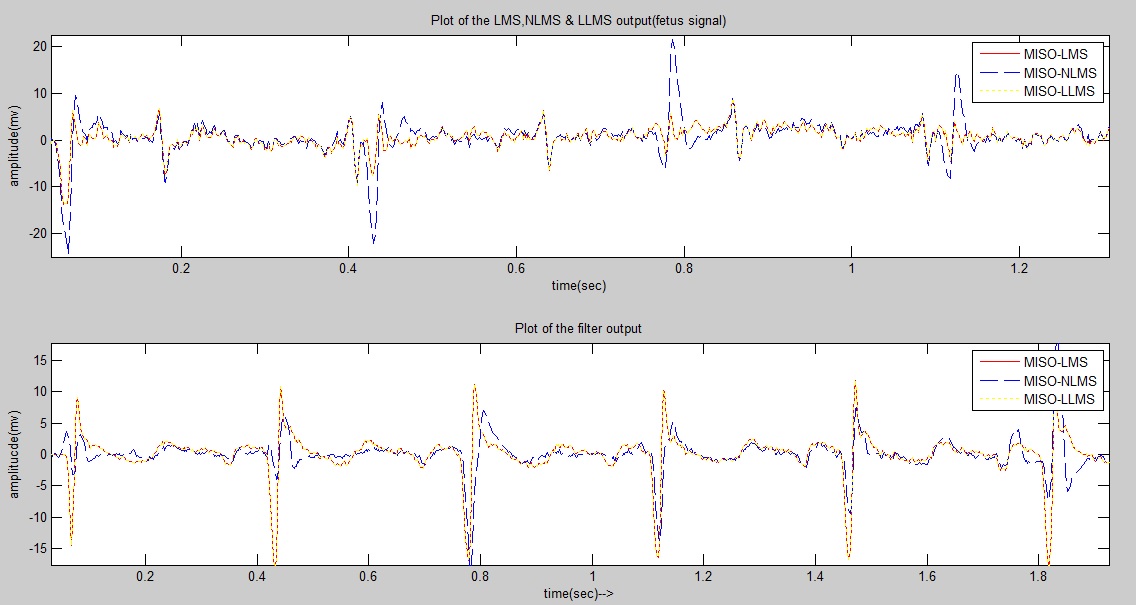 Plot of the LMS,NLMS & LLMS output(fetus signal)
20
10
0
-10
-20
amplitude(mv)
MISO-LMS
MISO-NLMS
MISO-LLMS
0.2 0.4 0.6 0.8 1 1.2
time(sec)
Plot of the filter output
15
10
5
0
-5
-10
-15
amplitucde(mv)
MISO-LMS
MISO-NLMS
MISO-LLMS
0.2 0.4 0.6 0.8 1 1.2 1.4 1.6 1.8
time(sec)-->